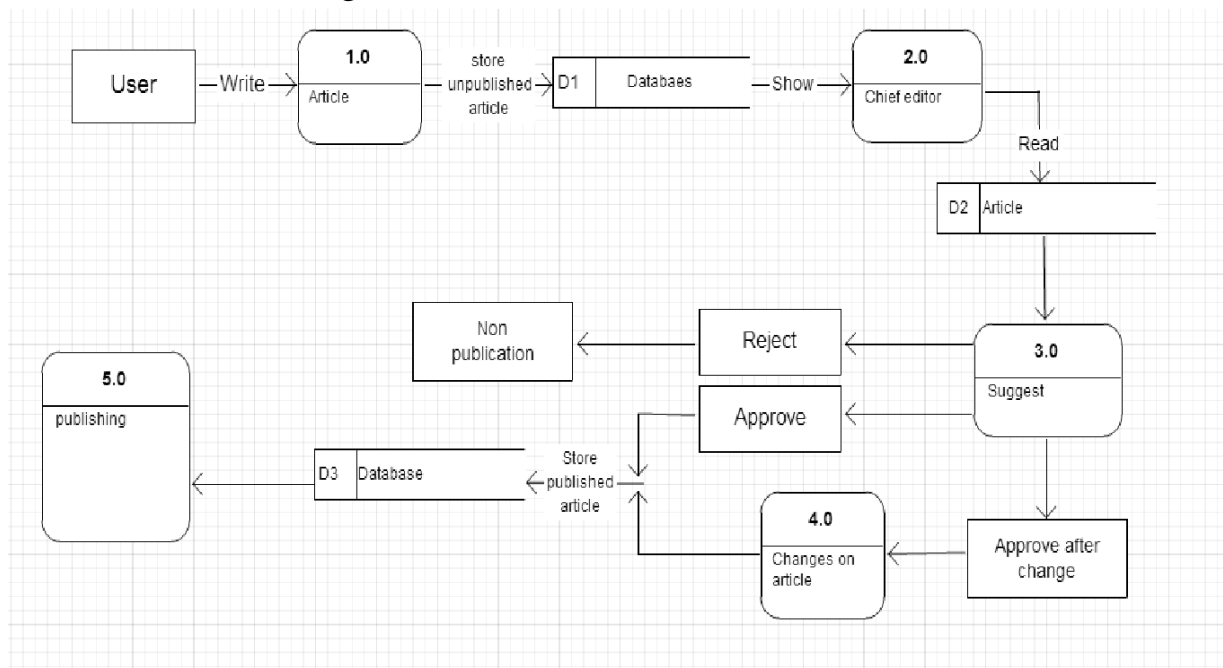 User
Write
1.0
Article
store
unpublished
article
D1
Databaes
Show
2.0
Chief editor
Read
D2
Article
3.0
Suggest
Reject
Non
publication
Approve
5.0
publishing
D3
Database
Store
published
article
4.0
Changes on
article
Approve after
change